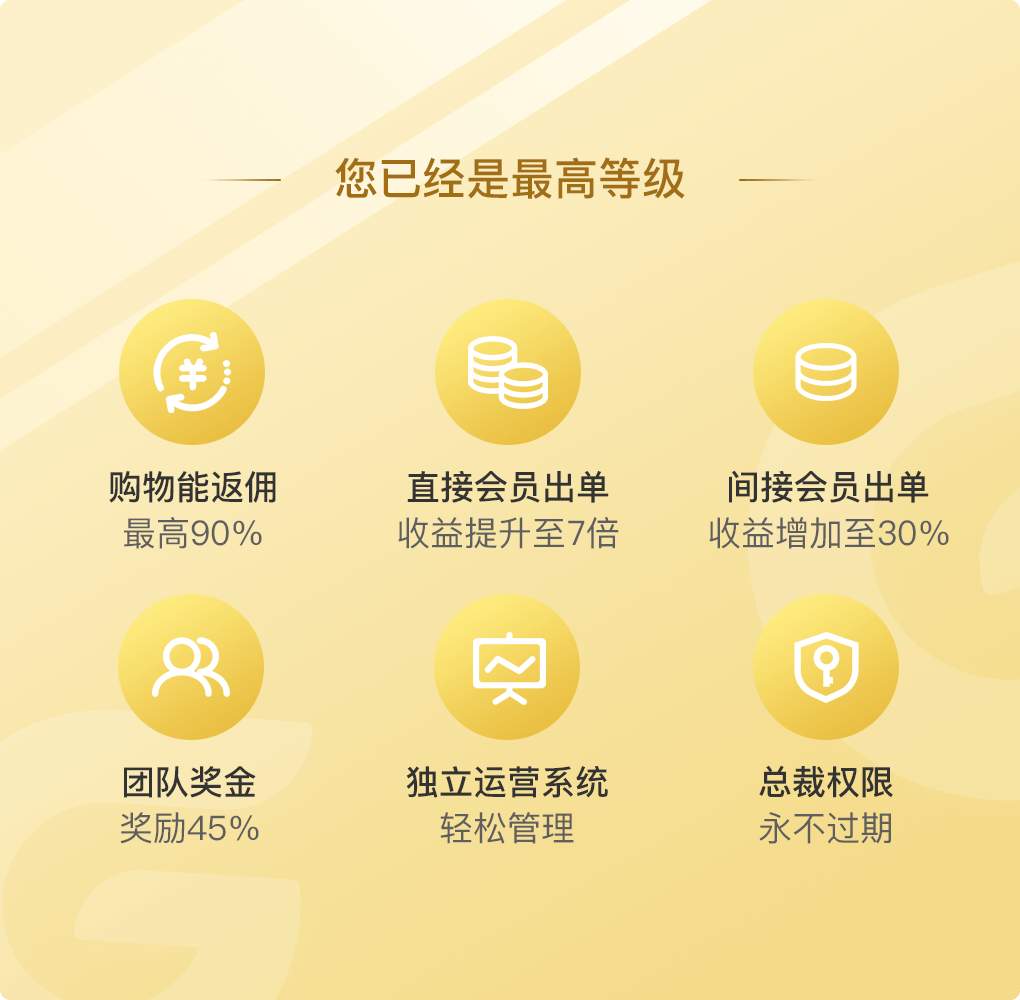 您已经是最高等级
购物能返佣
最高90%
直接会员出单
收益提升至7倍
间接会员出单
收益增加至30%
团队奖金
奖励45%
独立运营系统
轻松管理
总裁权限
永不过期